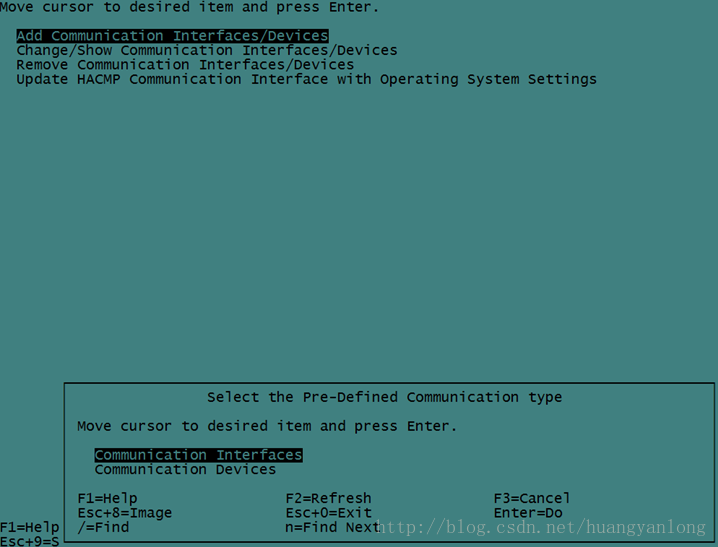 Move cursor to desired item and press Enter.
Add Communication Interfaces/Devices
Change/Show Communication Interfaces/Devices
Remove Communication Interfaces/Devices
Update HACMP Communication Interface with Operating System Settings
Select the Pre-Defined Communication type
Move cursor to desired item and press Enter.
Communication Interfaces
Communication Devices
F1=Help F2=Refresh F3=Cancel
Esc+8=Image Esc+0=Exit Enter=Do
F1=Help /=Find n=Find Next http://blog.csdn.net/huangyanlong
Esc+9=S